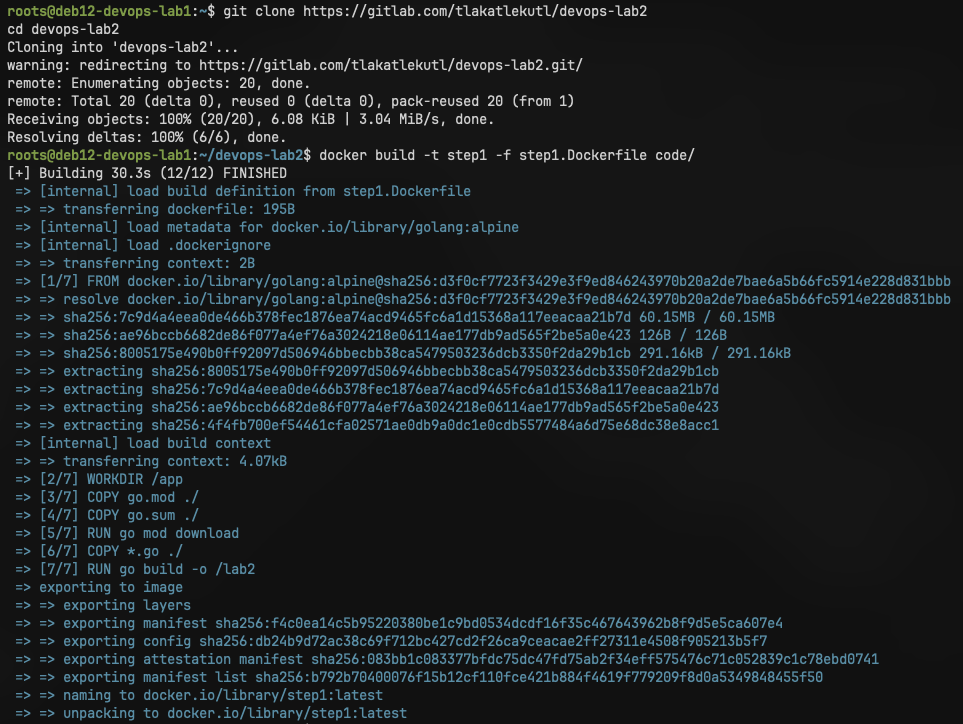 roots@deb12-devops-lab1:~$ git clone https://gitlab.com/tlakatlekutl/devops-lab2
cd devops-lab2
Cloning into 'devops-lab2'...
warning: redirecting to https://gitlab.com/tlakatlekutl/devops-lab2.git/
remote: Enumerating objects: 20, done.
remote: Total 20 (delta 0), reused 0 (delta 0), pack-reused 20 (from 1)
Receiving objects: 100% (20/20), 6.08 KiB | 3.04 MiB/s, done.
Resolving deltas: 100% (6/6), done.
roots@deb12-devops-lab1:~/devops-lab2$ docker build -t step1 -f step1.Dockerfile code/
[+] Building 30.3s (12/12) FINISHED
=> [internal] load build definition from step1.Dockerfile
=> => transferring dockerfile: 195B
=> [internal] load metadata for docker.io/library/golang:alpine
=> [internal] load .dockerignore
=> => transferring context: 2B
=> [1/7] FROM docker.io/library/golang:alpine@sha256:d3f0cf7723f3429e3f9ed846243970b20a2de7bae6a5b66fc5914e228d831bbb
=> => resolve docker.io/library/golang:alpine@sha256:d3f0cf7723f3429e3f9ed846243970b20a2de7bae6a5b66fc5914e228d831bbb
=> => sha256:7c9d4a4eea0de466b378fec1876ea74acd9465fc6a1d15368a117eeacaa21b7d 60.15MB / 60.15MB
=> => sha256:ae96bccb6682de86f077a4ef76a3024218e06114ae177db9ad565f2be5a0e423 126B / 126B
=> => sha256:8005175e490b0ff92097d506946bbecbb38ca5479503236dcb3350f2da29b1cb 291.16kB / 291.16kB
=> => extracting sha256:8005175e490b0ff92097d506946bbecbb38ca5479503236dcb3350f2da29b1cb
=> => extracting sha256:7c9d4a4eea0de466b378fec1876ea74acd9465fc6a1d15368a117eeacaa21b7d
=> => extracting sha256:ae96bccb6682de86f077a4ef76a3024218e06114ae177db9ad565f2be5a0e423
=> => extracting sha256:4f4fb700ef54461cfa02571ae0db9a0dc1e0cdb5577484a6d75e68dc38e8acc1
=> [internal] load build context
=> => transferring context: 4.07kB
=> [2/7] WORKDIR /app
=> [3/7] COPY go.mod ./
=> [4/7] COPY go.sum ./
=> [5/7] RUN go mod download
=> [6/7] COPY *.go ./
=> [7/7] RUN go build -o /lab2
=> exporting to image
=> => exporting layers
=> => exporting manifest sha256:f4c0ea14c5b95220380be1c9bd0534dcdf16f35c467643962b8f9d5e5ca607e4
=> => exporting config sha256:db24b9d72ac38c69f712bc427cd2f26ca9ceacae2ff27311e4508f905213b5f7
=> => exporting attestation manifest sha256:083bb1c083377bfdc75dc47fd75ab2f34eff575476c71c052839c1c78ebd0741
=> => exporting manifest list sha256:b792b70400076f15b12cf110fce421b884f4619f779209f8d0a5349848455f50
=> => naming to docker.io/library/step1:latest
=> => unpacking to docker.io/library/step1:latest